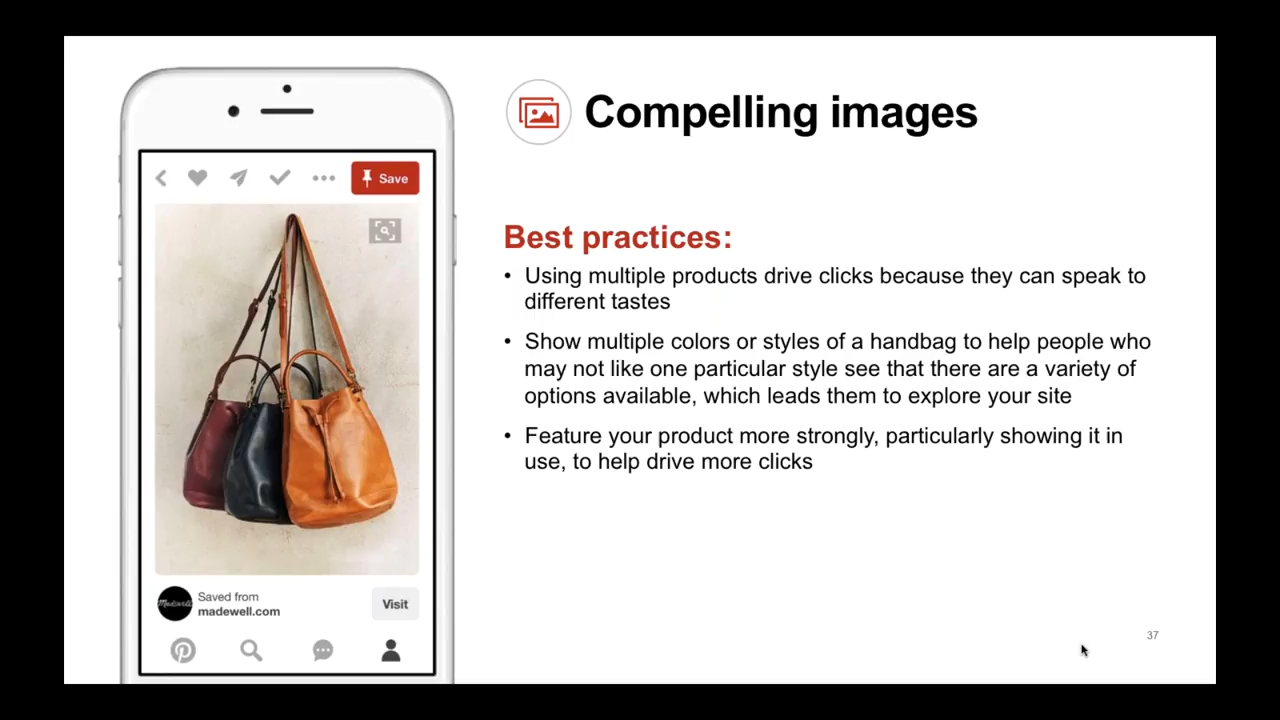 Compelling images
Save
Best practices:
• Using multiple products drive clicks because they can speak to
different tastes
• Show multiple colors or styles of a handbag to help people who
may not like one particular style see that there are a variety of
options available, which leads them to explore your site
• Feature your product more strongly, particularly showing it in
use, to help drive more clicks
Saved from
madewell.com
Madewell
Visit
37